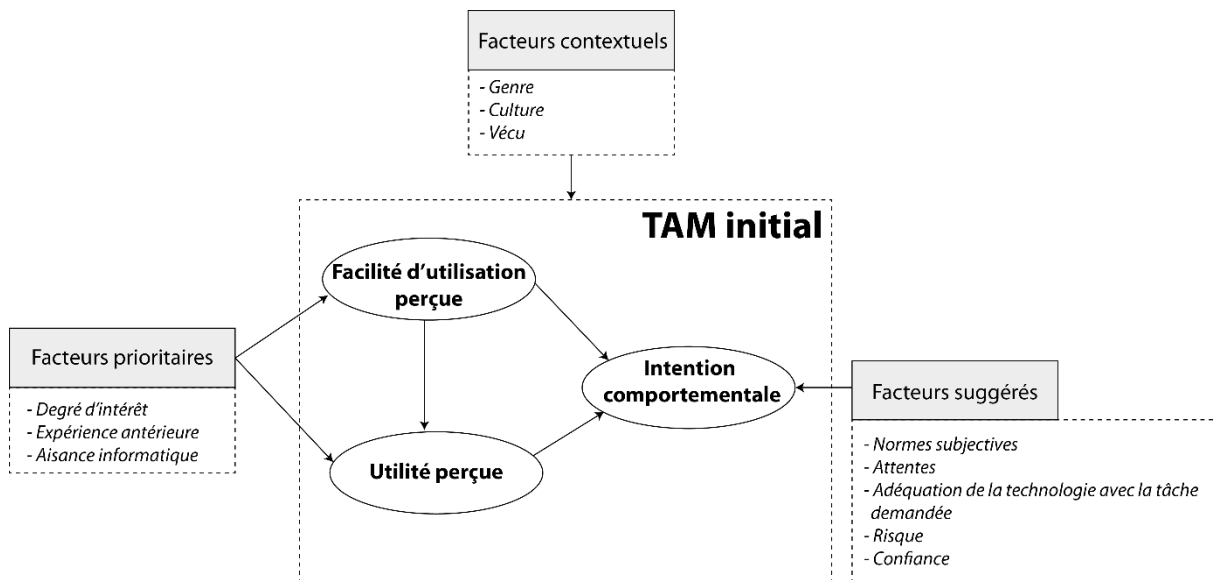 Facteurs contextuels
- Genre
- Culture
- Vécu
TAM initial
Facilité d'utilisation
perçue
Facteurs prioritaires
- Degré d'intérêt
- Expérience antérieure
- Aisance informatique
Utilité perçue
Intention
comportementale
Facteurs suggérés
- Normes subjectives
- Attentes
- Adéquation de la technologie avec la tâche
demandée
- Risque
- Confiance